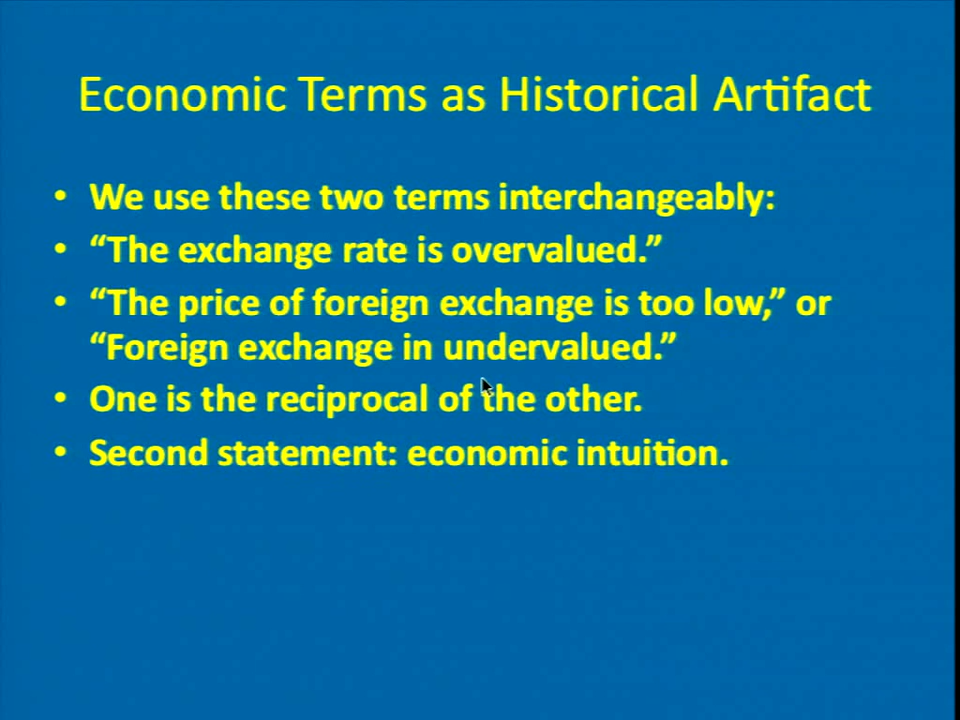 Economic Terms as Historical Artifact
• We use these two terms interchangeably:
• “The exchange rate is overvalued.”
• “The price of foreign exchange is too low,” or
“Foreign exchange in undervalued.”
• One is the reciprocal of the other.
• Second statement: economic intuition.